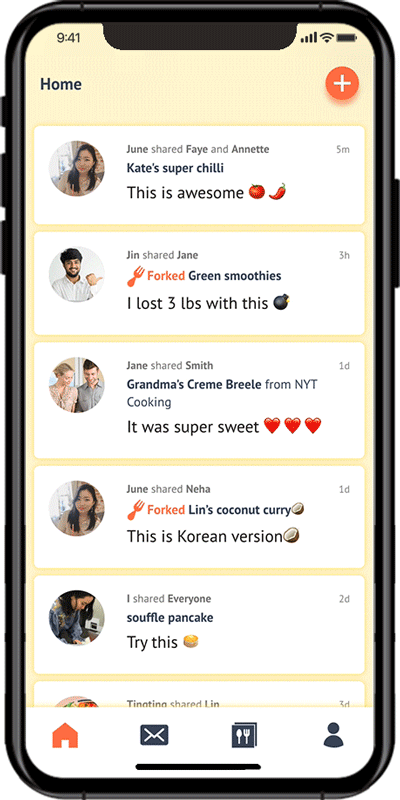 9:41
Home
June shared Faye and Annette 5m
Kate's super chilli
This is awesome 🍅🌶️
Jin shared Jane 3h
Forked Green smoothies
I lost 3 lbs with this 💣
Jane shared Smith 1d
Grandma's Creme Breele from NYT
Cooking
It was super sweet ❤️❤️❤️
June shared Neha 1d
Forked Lin's coconut curry🥥
This is Korean version🥥
I shared Everyone 2d
souffle pancake
Try this 🥞
Tingting shared Lin 3d